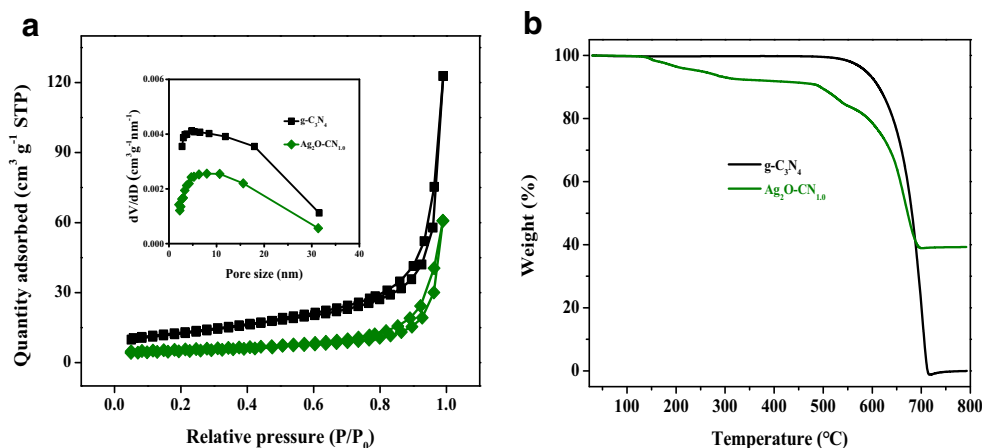 a
Quantity adsorbed (cm³ g⁻¹ STP)
120
90
60
30
0
0.0 0.2 0.4 0.6 0.8 1.0
Relative pressure (P/P₀)
dV/dD (cm³g⁻¹nm⁻¹)
0.006
0.004
0.002
0.000
0 10 20 30 40
Pore size (nm)
g-C₃N₄
Ag₂O-CN₁.₀
b
Weight (%)
100
80
60
40
20
0
100 200 300 400 500 600 700 800
Temperature (℃)
g-C₃N₄
Ag₂O-CN₁.₀